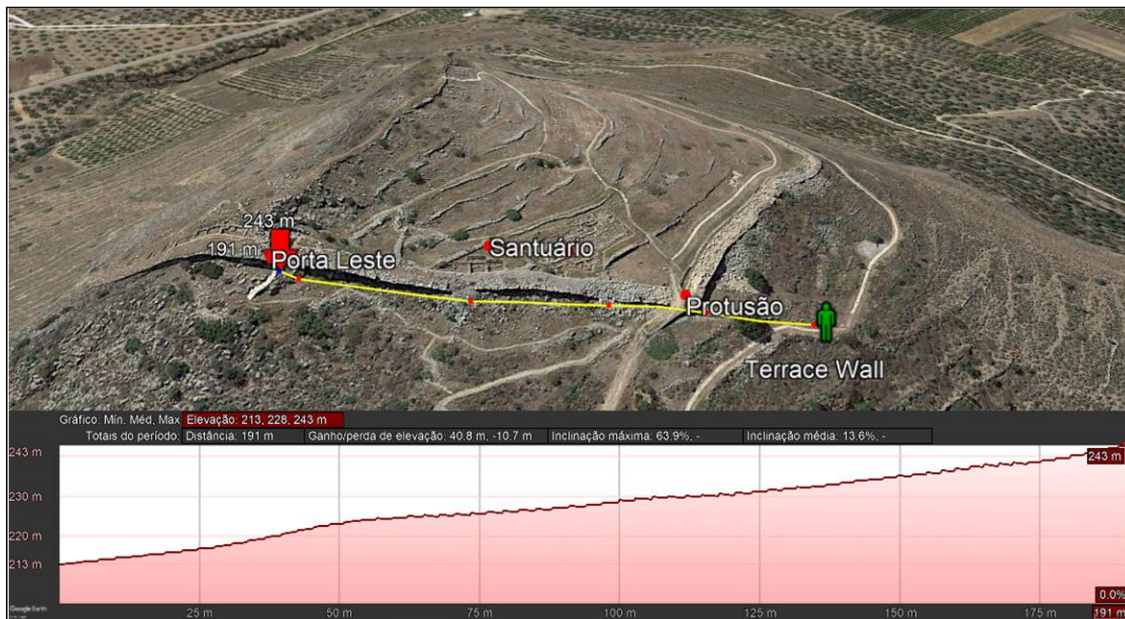 243 m
191 m
Porta Leste
Santuário
Protusão
Terrace Wall
Gráfico: Mín, Méd, Máx Elevação: 213, 228, 243 m
Totais do período: Distância: 191 m Ganho/perda de elevação: 40.8 m, -10.7 m Inclinação máxima: 63.9%, - Inclinação média: 13.6%, -
243 m 243 m
230 m
220 m
213 m
Google Earth 0.0%
25 m 50 m 75 m 100 m 125 m 150 m 175 m 191 m